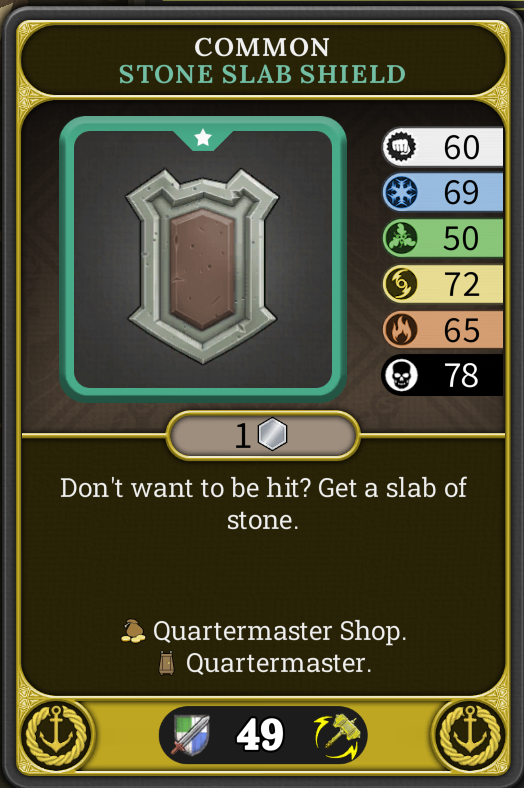 COMMON
STONE SLAB SHIELD
60
69
50
72
65
78
1
Don't want to be hit? Get a slab of
stone.
Quartermaster Shop.
Quartermaster.
49